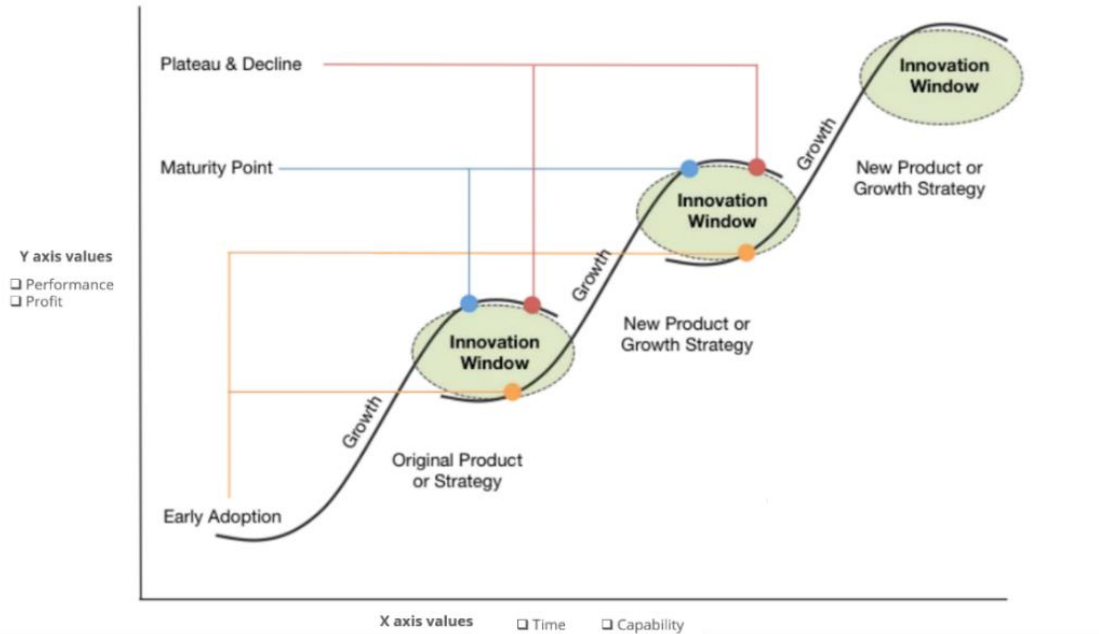 Plateau & Decline
Innovation
Window
Growth
Maturity Point
New Product or
Growth Strategy
Innovation
Window
Y axis values
❑ Performance
❑ Profit
Growth
Innovation
Window
New Product or
Growth Strategy
Growth
Original Product
or Strategy
Early Adoption
X axis values ❑ Time ❑ Capability